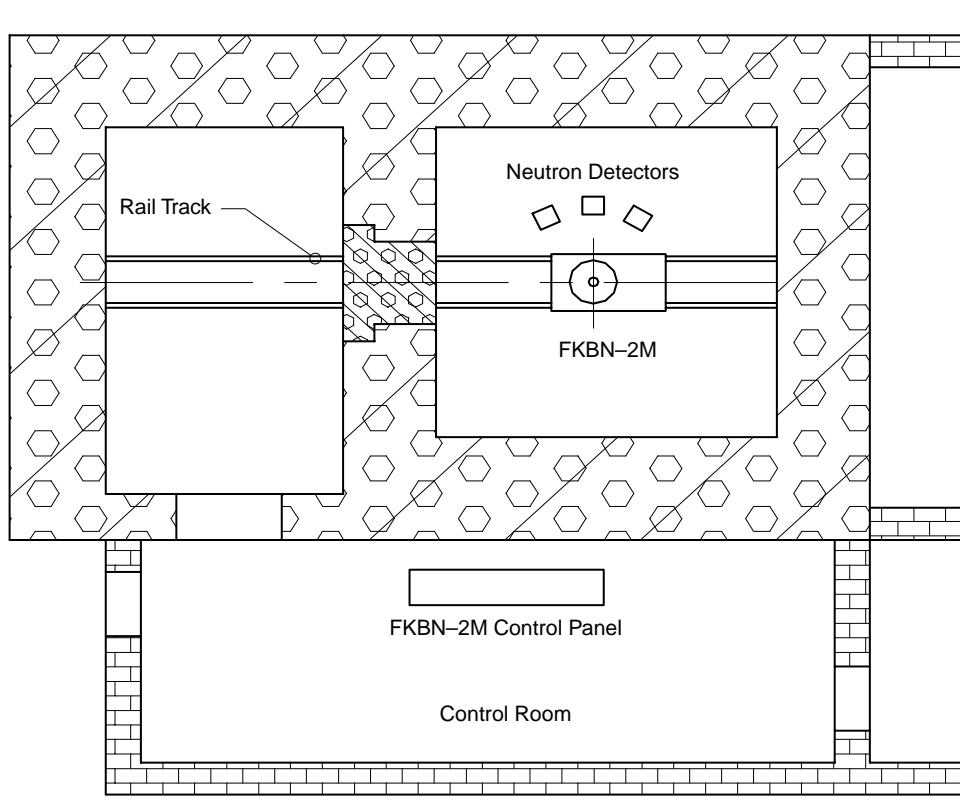 Neutron Detectors
Rail Track
FKBN–2M
FKBN–2M Control Panel
Control Room